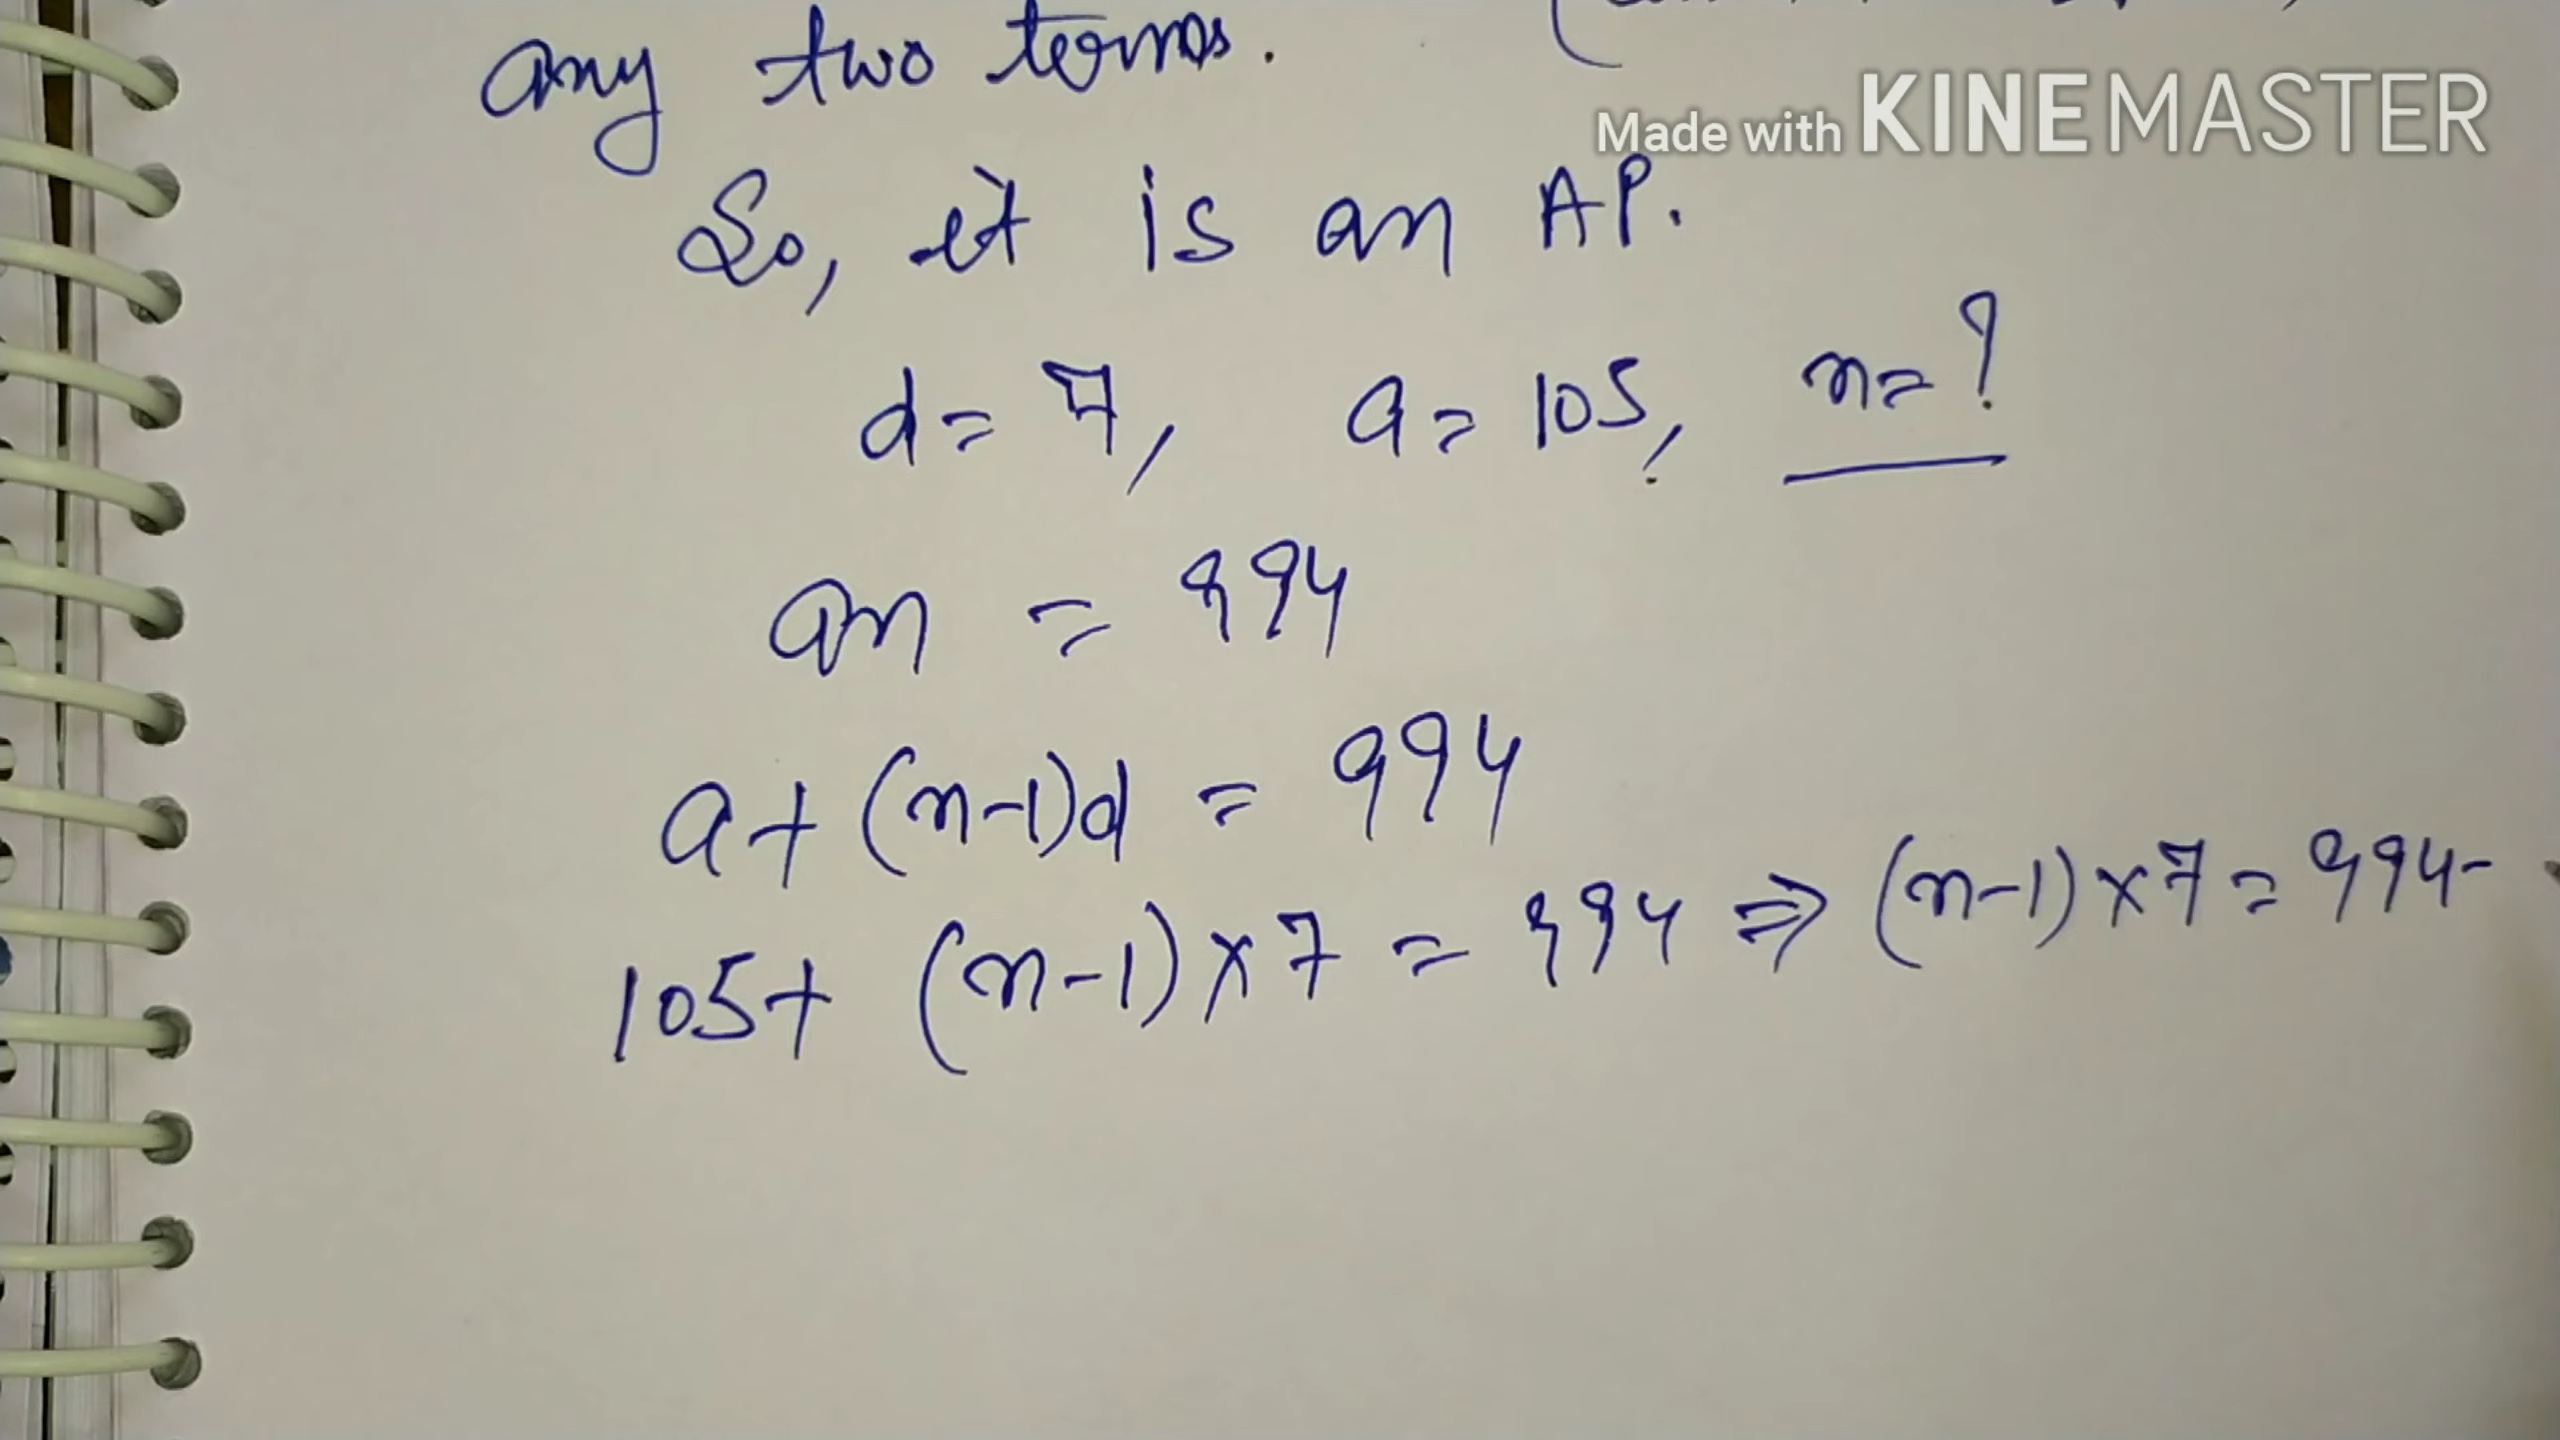 any two terms.
Made with KINEMASTER
So, it is an AP.
d = 7, a = 105, n = ?
an = 994
a + (n-1)d = 994
105 + (n-1) × 7 = 994 ⇒ (n-1) × 7 = 994 -